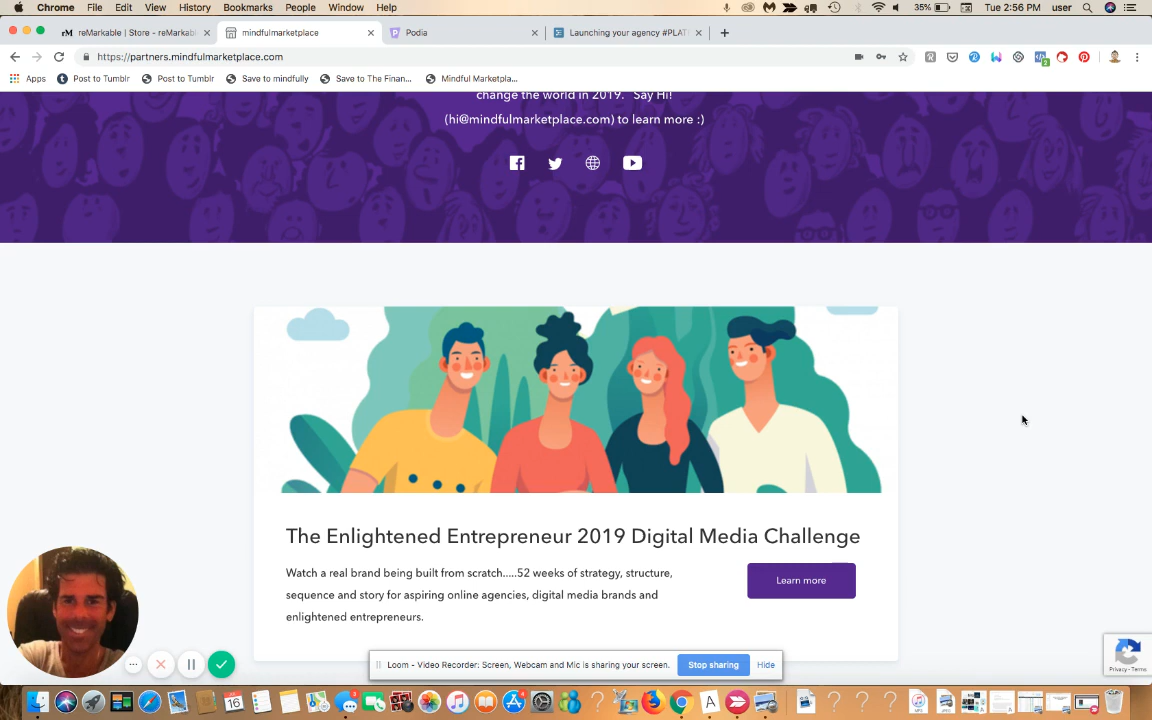 Chrome File Edit View History Bookmarks People Window Help
35% Tue 2:56 PM user
reMarkable | Store - reMarkab
mindfulmarketplace
Podia
Launching your agency #PLAT
https://partners.mindfulmarketplace.com
Apps Post to Tumblr Post to Tumblr Save to mindfully Save to The Finan... Mindful Marketpla...
change the world in 2019. Say Hi!
(hi@mindfulmarketplace.com) to learn more :)
The Enlightened Entrepreneur 2019 Digital Media Challenge
Watch a real brand being built from scratch.....52 weeks of strategy, structure,
sequence and story for aspiring online agencies, digital media brands and
enlightened entrepreneurs.
Learn more
Loom - Video Recorder: Screen, Webcam and Mic is sharing your screen.
Stop sharing
Hide
Privacy - Terms